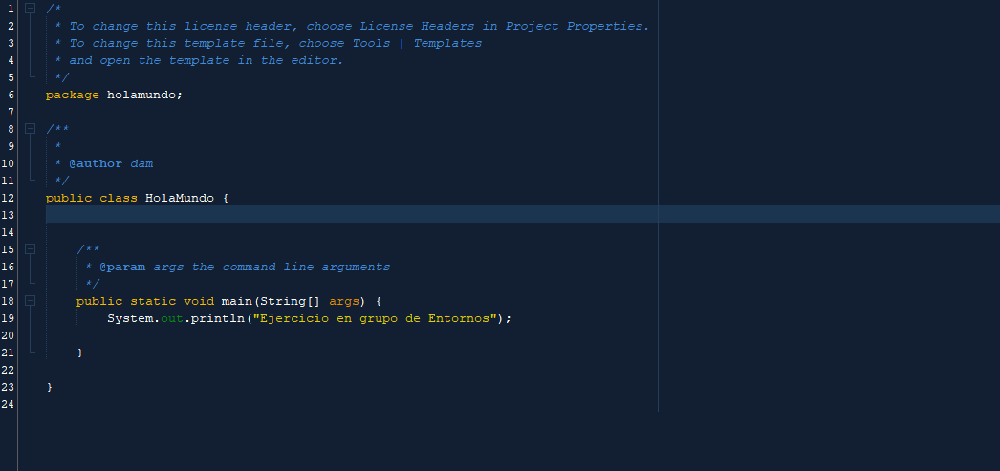 1 /*
2  * To change this license header, choose License Headers in Project Properties.
3  * To change this template file, choose Tools | Templates
4  * and open the template in the editor.
5  */
6 package holamundo;
7
8 /**
9  *
10  * @author dam
11  */
12 public class HolaMundo {
13
14
15     /**
16      * @param args the command line arguments
17      */
18     public static void main(String[] args) {
19         System.out.println("Ejercicio en grupo de Entornos");
20
21     }
22
23 }
24